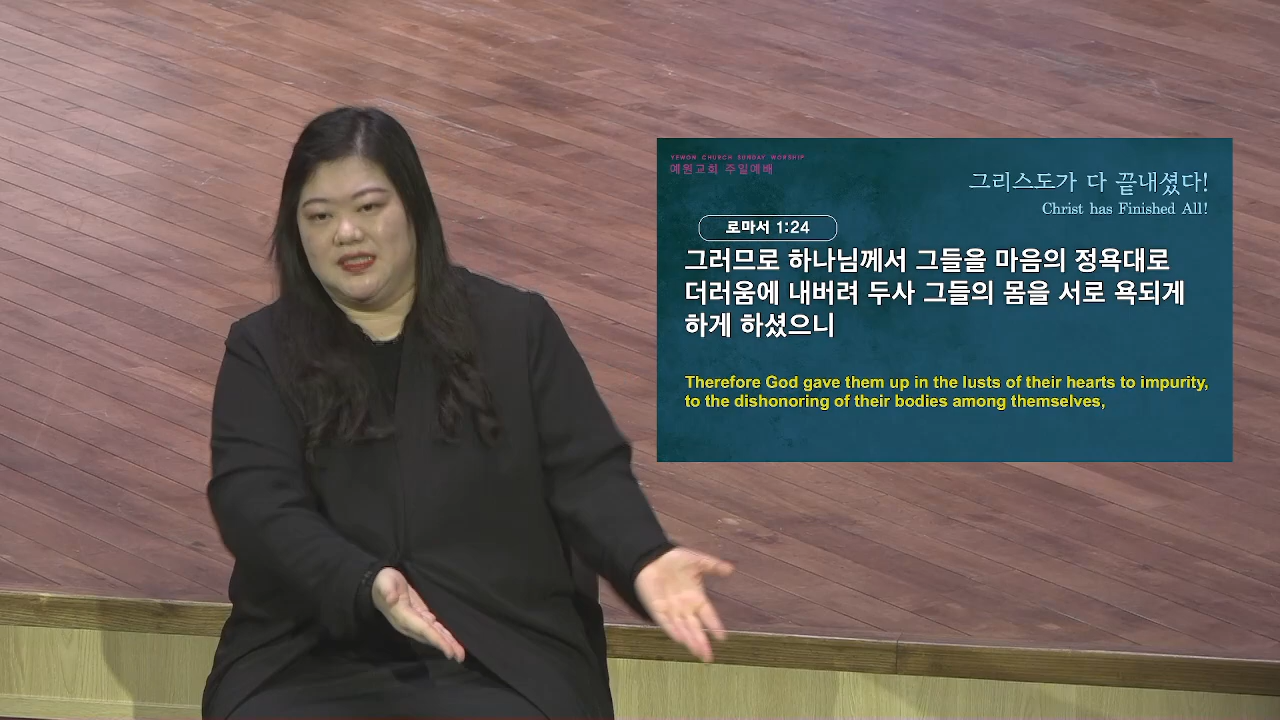 YEWON CHURCH SUNDAY WORSHIP
예원교회 주일예배
그리스도가 다 끝내셨다!
Christ has Finished All!
로마서 1:24
그러므로 하나님께서 그들을 마음의 정욕대로
더러움에 내버려 두사 그들의 몸을 서로 욕되게
하게 하셨으니
Therefore God gave them up in the lusts of their hearts to impurity,
to the dishonoring of their bodies among themselves,